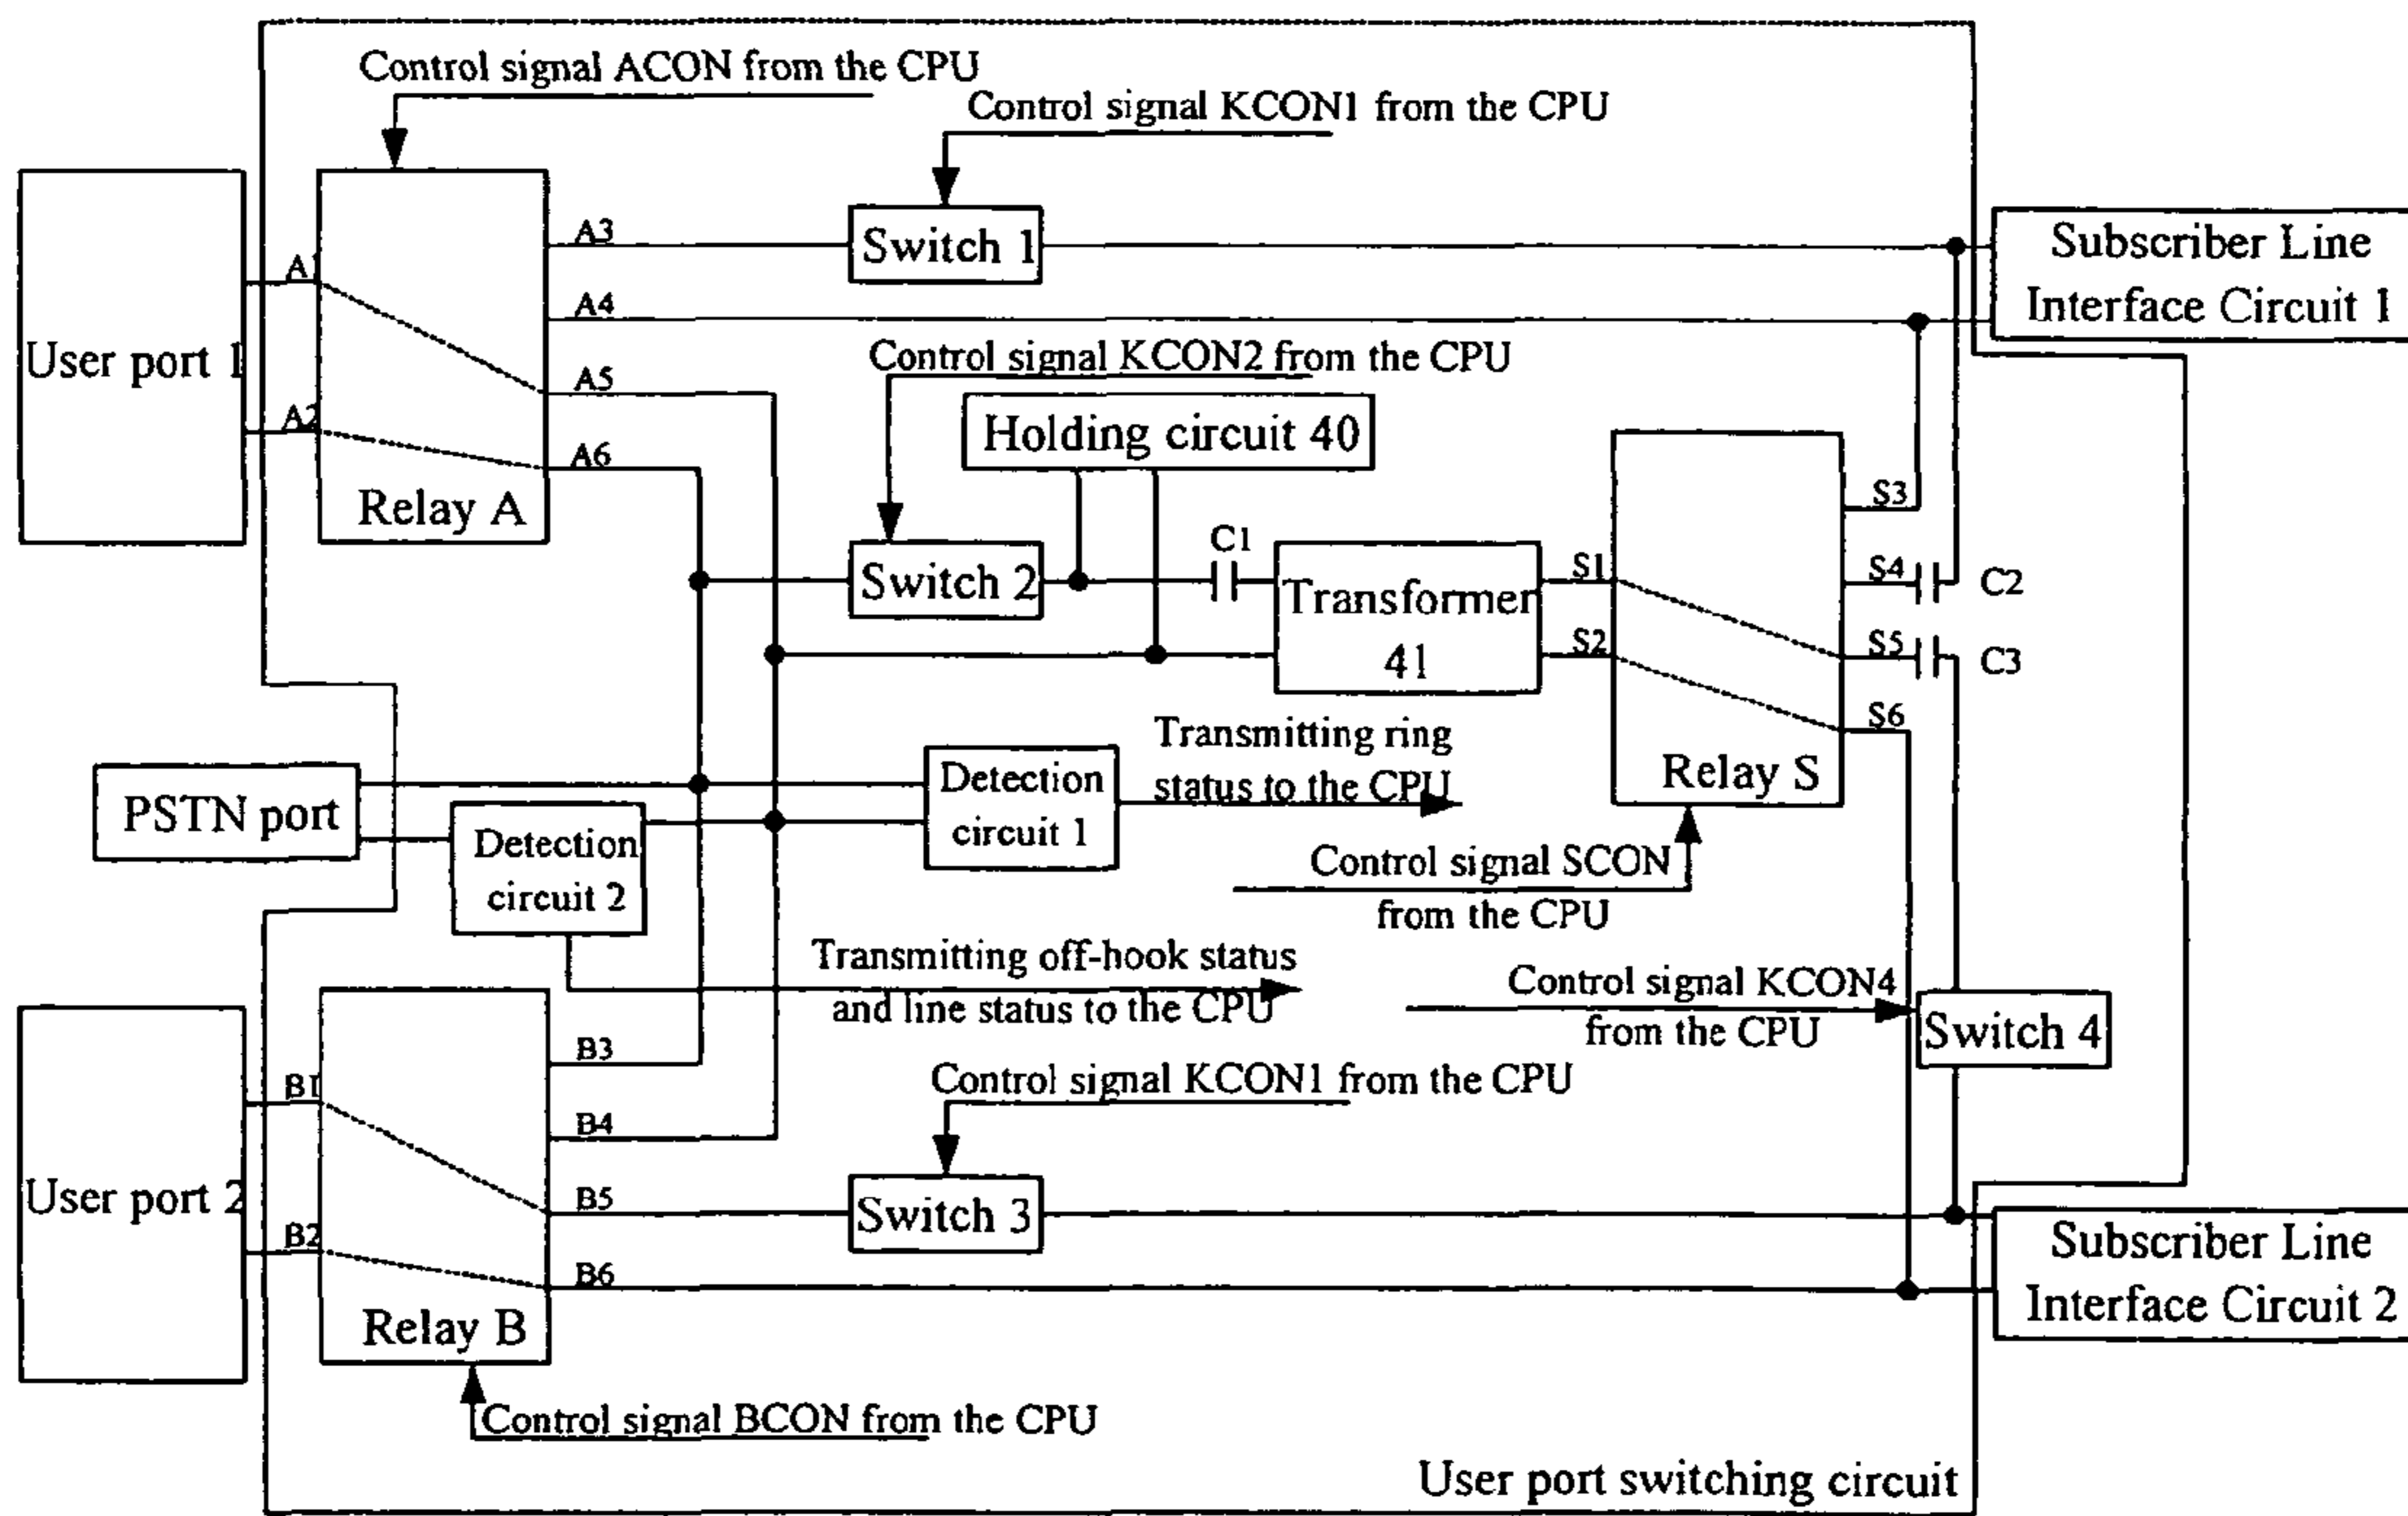 Control signal ACON from the CPU
Control signal KCON1 from the CPU
User port 1
A1
A2
Relay A
A3
A4
A5
A6
Switch 1
Subscriber Line
Interface Circuit 1
Control signal KCON2 from the CPU
Holding circuit 40
Switch 2
C1
Transformer
41
S1
S2
Relay S
S3
S4
S5
S6
C2
C3
PSTN port
Detection
circuit 2
Detection
circuit 1
Transmitting ring
status to the CPU
Control signal SCON
from the CPU
Transmitting off-hook status
and line status to the CPU
Control signal KCON4
from the CPU
Switch 4
User port 2
B1
B2
Relay B
B3
B4
B5
B6
Control signal KCON1 from the CPU
Switch 3
Subscriber Line
Interface Circuit 2
Control signal BCON from the CPU
User port switching circuit